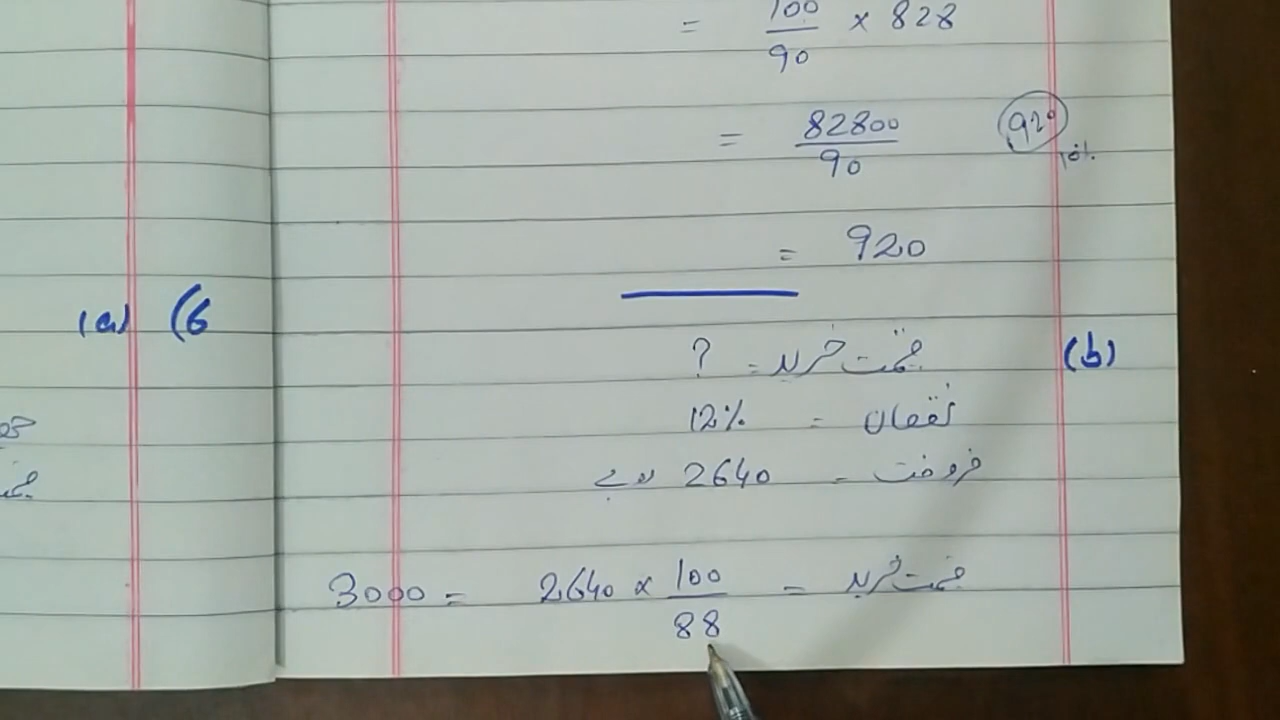 = 100/90 × 828
= 82800/90 920
= 920
(a) (6
(b) قیمت خرید = ?
نقصان = 12%
فروخت = 2640 روپے
قیمت خرید = 2640 × 100/88 = 3000